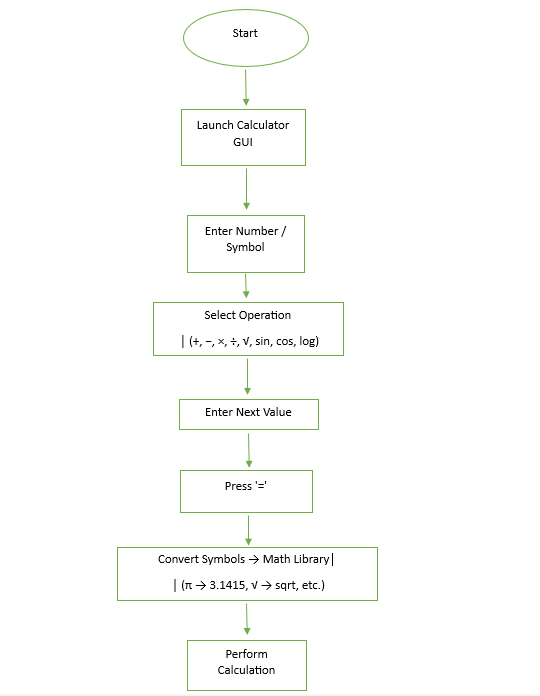 Start
Launch Calculator
GUI
Enter Number /
Symbol
Select Operation
| (+, −, ×, ÷, √, sin, cos, log)
Enter Next Value
Press '='
Convert Symbols → Math Library|
| (π → 3.1415, √ → sqrt, etc.)
Perform
Calculation